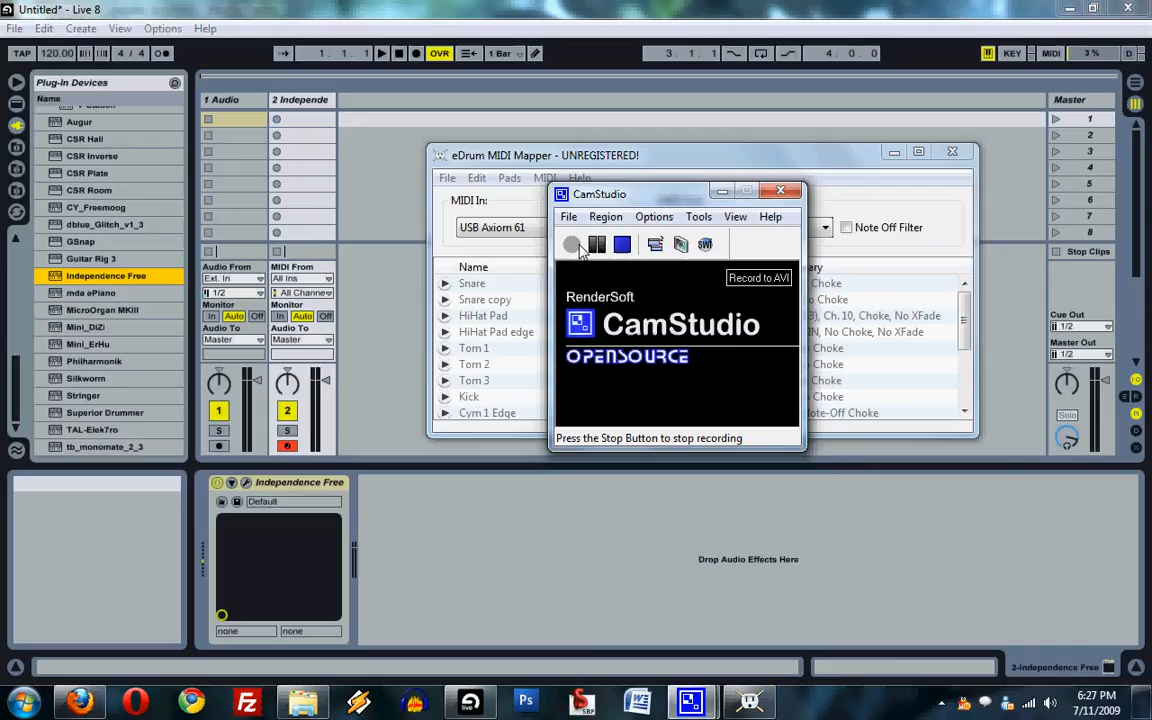 Untitled* - Live 8
File Edit Create View Options Help
TAP 120.00 4 / 4 1. 1. 1 OVR 1 Bar 3. 1. 1 4. 0. 0 KEY MIDI 3 % D
Plug-in Devices
Name
Augur
CSR Hall
CSR Inverse
CSR Plate
CSR Room
CY_Freemoog
dblue_Glitch_v1_3
GSnap
Guitar Rig 3
Independence Free
mda ePiano
MicroOrgan MKIII
Mini_DiZi
Mini_ErHu
Philharmonik
Silkworm
Stringer
Superior Drummer
TAL-Elek7ro
tb_monomate_2_3
1 Audio 2 Independe Master
1
2
3
4
5
6
7
8
Stop Clips
Audio From MIDI From
Ext. In All Ins
1/2 All Channe
Monitor Monitor
In Auto Off In Auto Off
Audio To Audio To
Master Master
1 2
S S
Cue Out
1/2
Master Out
1/2
Solo
eDrum MIDI Mapper - UNREGISTERED!
File Edit Pads MIDI Help
MIDI In:
USB Axiom 61
Note Off Filter
Name
Snare
Snare copy
HiHat Pad
HiHat Pad edge
Tom 1
Tom 2
Tom 3
Kick
Cym 1 Edge
ary
Choke
Choke
), Ch.10, Choke, No XFade
IN, No Choke, No XFade
Choke
Choke
Choke
Choke
Note-Off Choke
CamStudio
File Region Options Tools View Help
Record to AVI
RenderSoft
CamStudio
OPENSOURCE
Press the Stop Button to stop recording
Independence Free
Default
none none
Drop Audio Effects Here
2-Independence Free
Ps
SBP
6:27 PM
7/11/2009